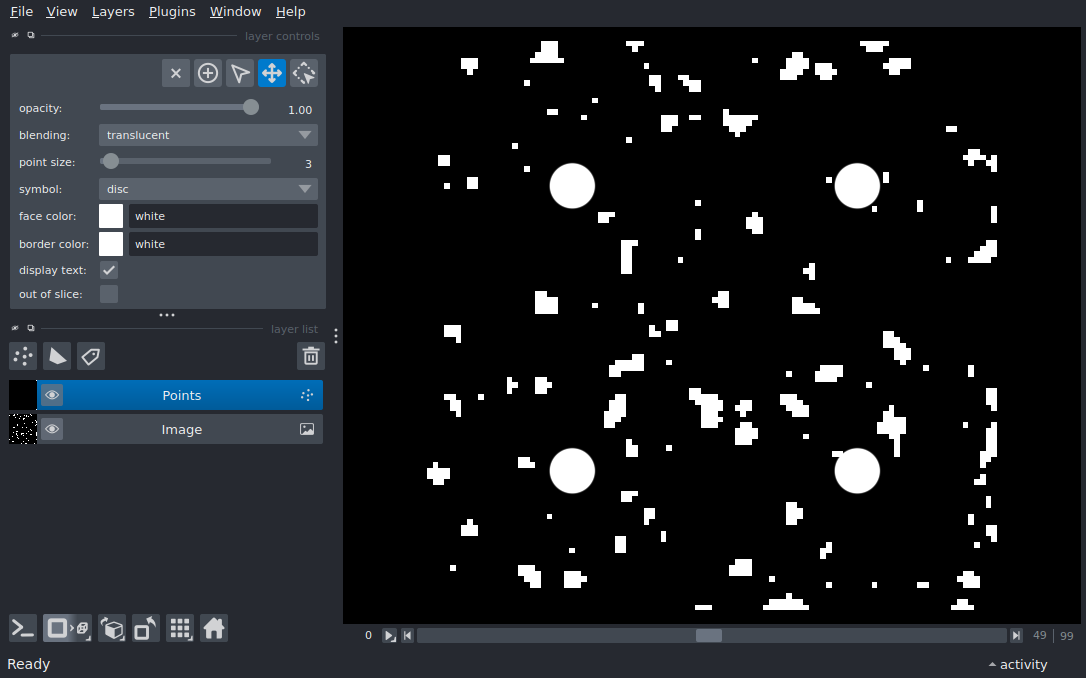 File View Layers Plugins Window Help
layer controls
opacity: 1.00
blending: translucent
point size: 3
symbol: disc
face color: white
border color: white
display text:
out of slice:
layer list
Points
Image
0 49 99
Ready activity